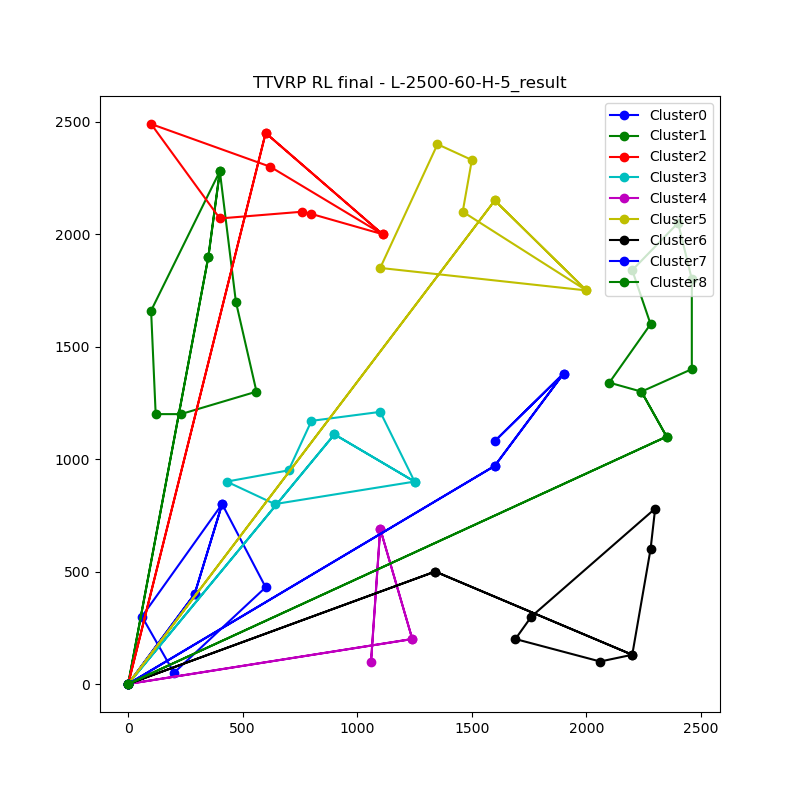 TTVRP RL final - L-2500-60-H-5_result
Cluster0
Cluster1
Cluster2
Cluster3
Cluster4
Cluster5
Cluster6
Cluster7
Cluster8
2500
2000
1500
1000
500
0
0 500 1000 1500 2000 2500